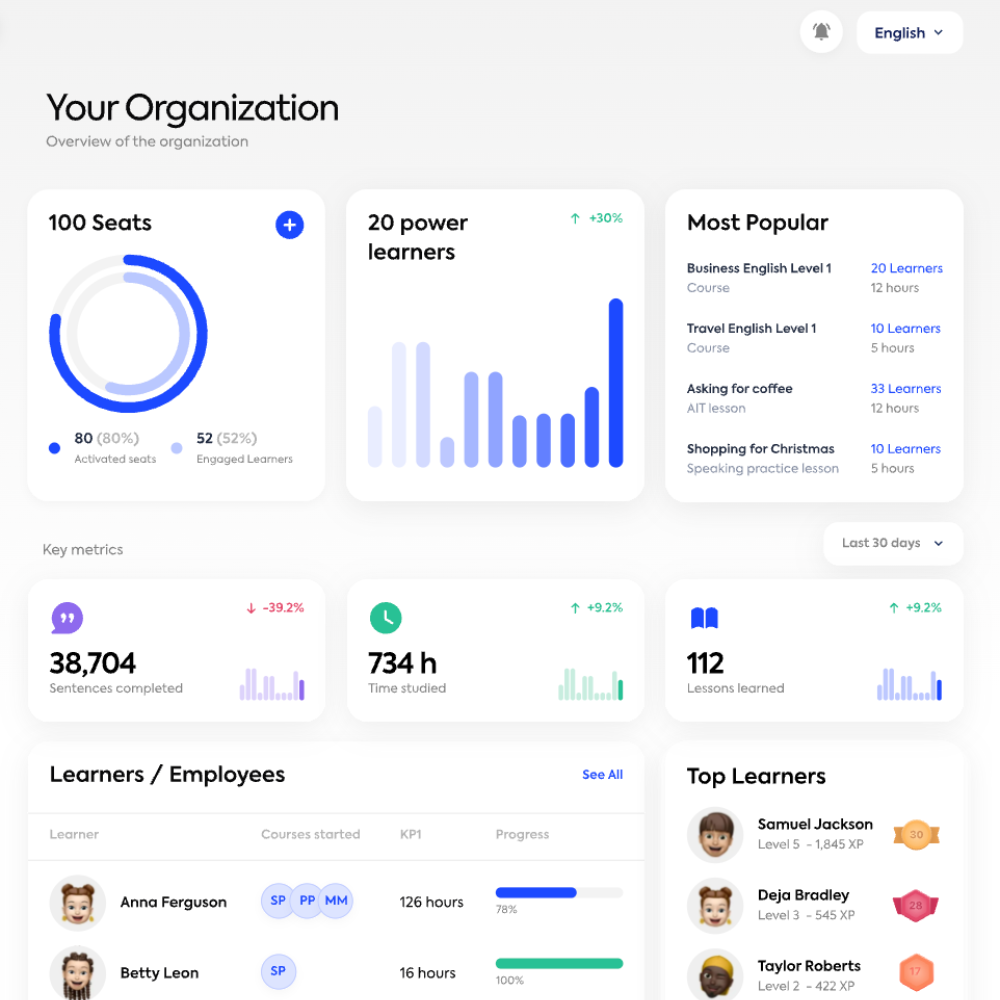 English
Your Organization
Overview of the organization
100 Seats
80 (80%)
Activated seats
52 (52%)
Engaged Learners
20 power
learners
+30%
Most Popular
Business English Level 1
20 Learners
Course
12 hours
Travel English Level 1
10 Learners
Course
5 hours
Asking for coffee
33 Learners
AIT lesson
12 hours
Shopping for Christmas
10 Learners
Speaking practice lesson
5 hours
Key metrics
Last 30 days
-39.2%
38,704
Sentences completed
+9.2%
734 h
Time studied
+9.2%
112
Lessons learned
Learners / Employees
See All
Learner
Courses started
KP1
Progress
Anna Ferguson
SP
PP
MM
126 hours
78%
Betty Leon
SP
16 hours
100%
Top Learners
Samuel Jackson
Level 5 - 1,845 XP
30
Deja Bradley
Level 3 - 545 XP
28
Taylor Roberts
Level 2 - 422 XP
17